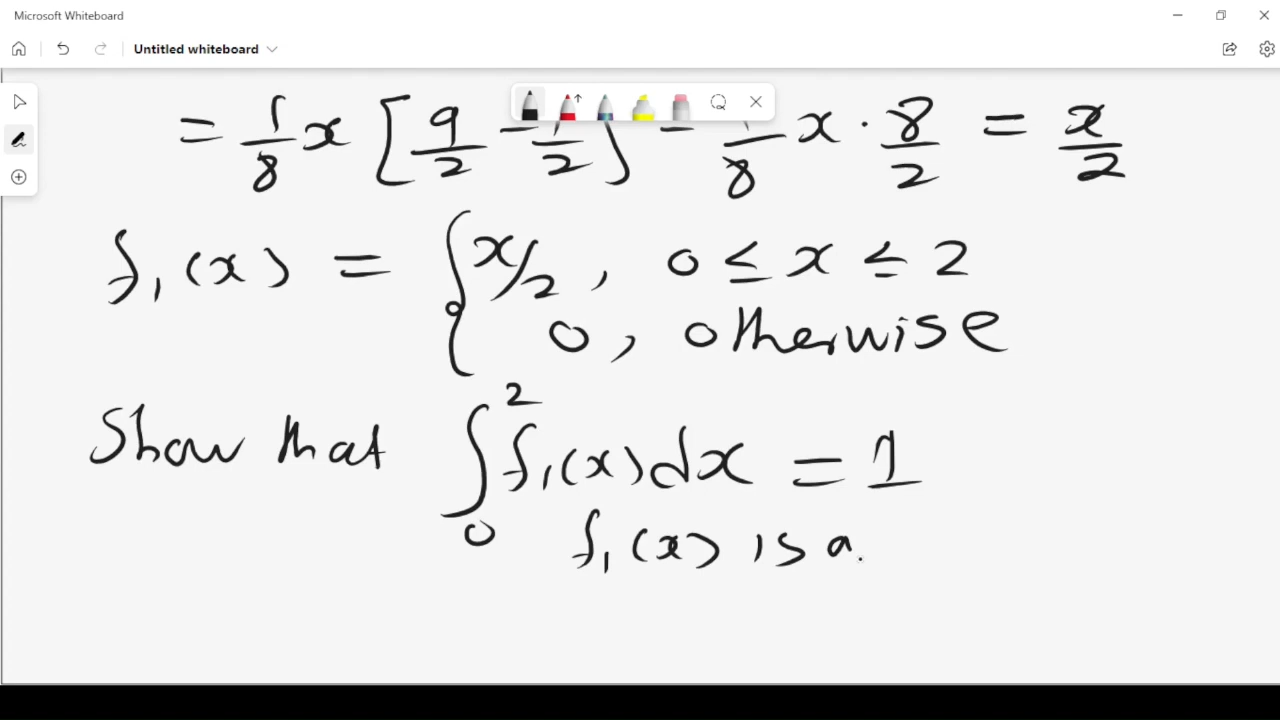 Microsoft Whiteboard
Untitled whiteboard
= 1/8 x [9/2 - 1/2] = 1/8 x · 8/2 = x/2
f₁(x) = { x/2, 0 ≤ x ≤ 2
0, otherwise
Show that ∫₀² f₁(x)dx = 1
f₁(x) is a